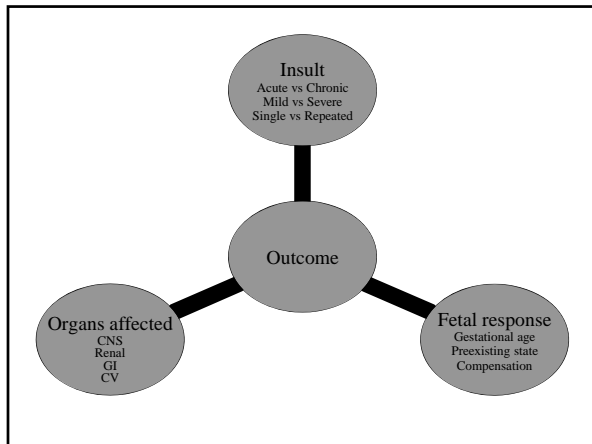 Insult
Acute vs Chronic
Mild vs Severe
Single vs Repeated
Outcome
Organs affected
CNS
Renal
GI
CV
Fetal response
Gestational age
Preexisting state
Compensation